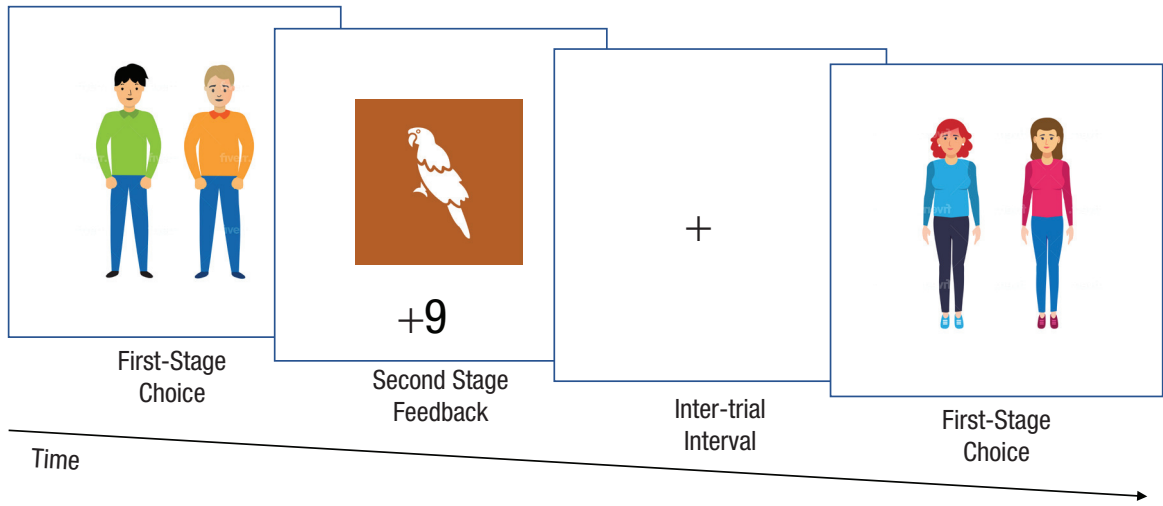 +9
+
First-Stage
Choice
Second Stage
Feedback
Inter-trial
Interval
First-Stage
Choice
Time